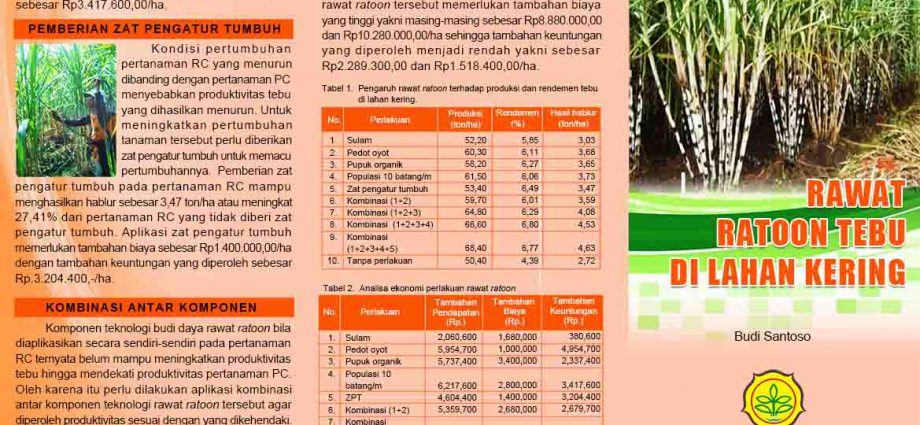 sebesar Rp3.417.600,00/ha.
PEMBERIAN ZAT PENGATUR TUMBUH
Kondisi pertumbuhan
pertanaman RC yang menurun
dibanding dengan pertanaman PC
menyebabkan produktivitas tebu
yang dihasilkan menurun. Untuk
meningkatkan pertumbuhan
tanaman tersebut perlu diberikan
zat pengatur tumbuh untuk memacu
pertumbuhannya. Pemberian zat
pengatur tumbuh pada pertanaman RC mampu
menghasilkan hablur sebesar 3,47 ton/ha atau meningkat
27,41% dari pertanaman RC yang tidak diberi zat
pengatur tumbuh. Aplikasi zat pengatur tumbuh
memerlukan tambahan biaya sebesar Rp1.400.000,00/ha
dengan tambahan keuntungan yang diperoleh sebesar
Rp.3.204.400,-/ha.
KOMBINASI ANTAR KOMPONEN
Komponen teknologi budi daya rawat ratoon bila
diaplikasikan secara sendiri-sendiri pada pertanaman
RC ternyata belum mampu meningkatkan produktivitas
tebu hingga mendekati produktivitas pertanaman PC.
Oleh karena itu perlu dilakukan aplikasi kombinasi
antar komponen teknologi rawat ratoon tersebut agar
diperoleh produktivitas sesuai dengan yang dikehendaki.
rawat ratoon tersebut memerlukan tambahan biaya
yang tinggi yakni masing-masing sebesar Rp8.880.000,00
dan Rp10.280.000,00/ha sehingga tambahan keuntungan
yang diperoleh menjadi rendah yakni sebesar
Rp2.289.300,00 dan Rp1.518.400,00/ha.
Tabel 1. Pengaruh rawat ratoon terhadap produksi dan rendemen tebu
di lahan kering.
No. Perlakuan Produksi (ton/ha) Rendemen (%) Hasil hablur (ton/ha)
1. Sulam 52,20 5,85 3,03
2. Pedot oyot 60,30 6,11 3,68
3. Pupuk organik 58,20 6,27 3,65
4. Populasi 10 batang/m 61,50 6,06 3,73
5. Zat pengatur tumbuh 53,40 6,49 3,47
6. Kombinasi (1+2) 59,70 6,01 3,59
7. Kombinasi (1+2+3) 64,80 6,29 4,08
8. Kombinasi (1+2+3+4) 66,60 6,80 4,53
9. Kombinasi
(1+2+3+4+5) 68,40 6,77 4,63
10. Tanpa perlakuan 50,40 4,39 2,72
Tabel 2. Analisa ekonomi perlakuan rawat ratoon
No. Perlakuan Tambahan Pendapatan (Rp.) Tambahan Biaya (Rp.) Tambahan Keuntungan (Rp.)
1. Sulam 2,060,600 1,680,000 380,600
2. Pedot oyot 5,954,700 1,000,000 4,954,700
3. Pupuk organik 5,737,400 3,400,000 2,337,400
4. Populasi 10
batang/m 6,217,600 2,800,000 3,417,600
5. ZPT 4,604,400 1,400,000 3,204,400
6. Kombinasi (1+2) 5,359,700 2,680,000 2,679,700
7. Kombinasi
RAWAT
RATOON TEBU
DI LAHAN KERING
Budi Santoso